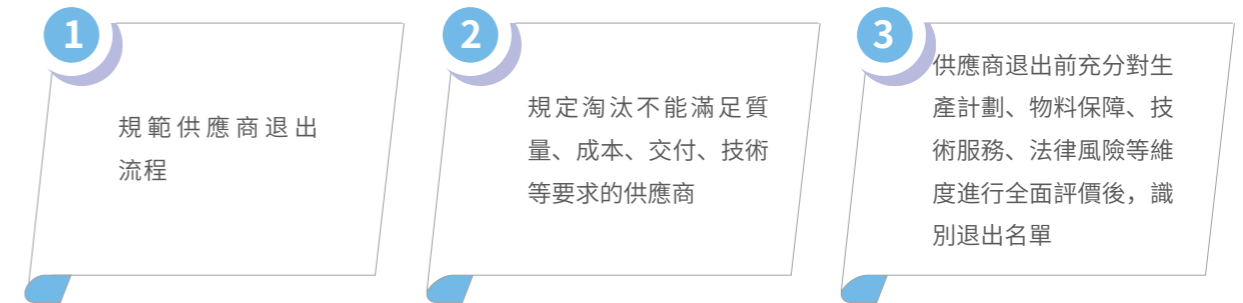 1
規範供應商退出
流程
2
規定淘汰不能滿足質
量、成本、交付、技術
等要求的供應商
3
供應商退出前充分對生
產計劃、物料保障、技
術服務、法律風險等維
度進行全面評價後，識
別退出名單